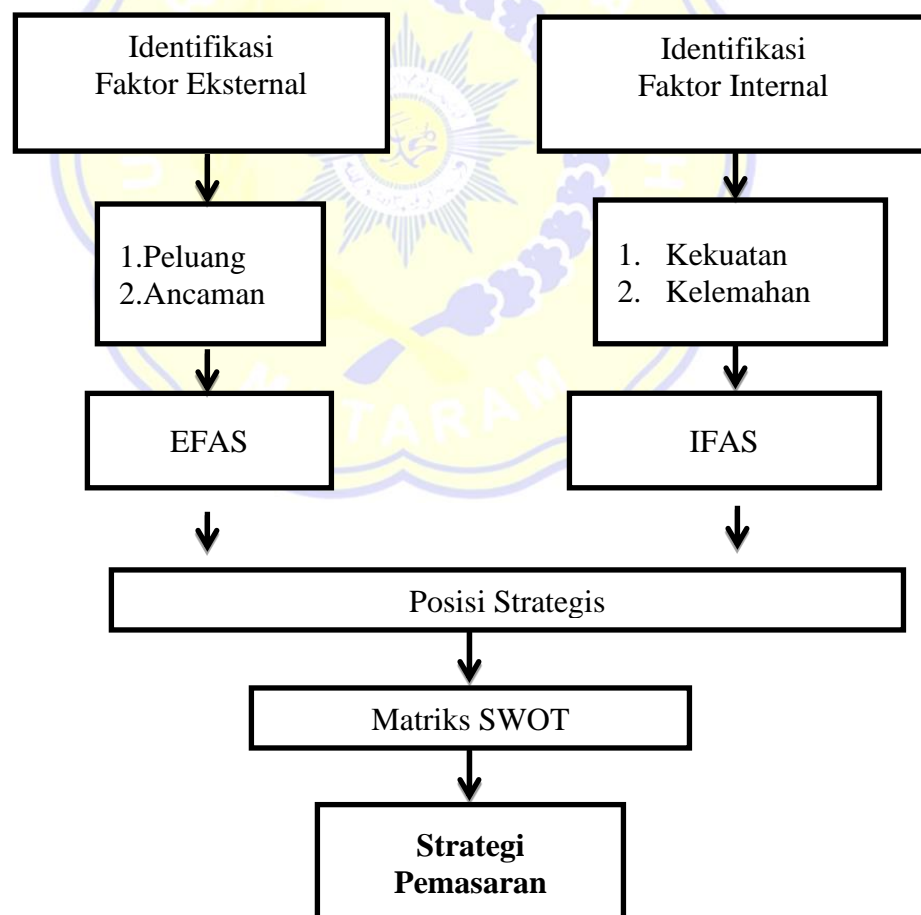 Identifikasi
Faktor Eksternal
Identifikasi
Faktor Internal
1.Peluang
2.Ancaman
1. Kekuatan
2. Kelemahan
EFAS
IFAS
Posisi Strategis
Matriks SWOT
Strategi
Pemasaran
TARAM